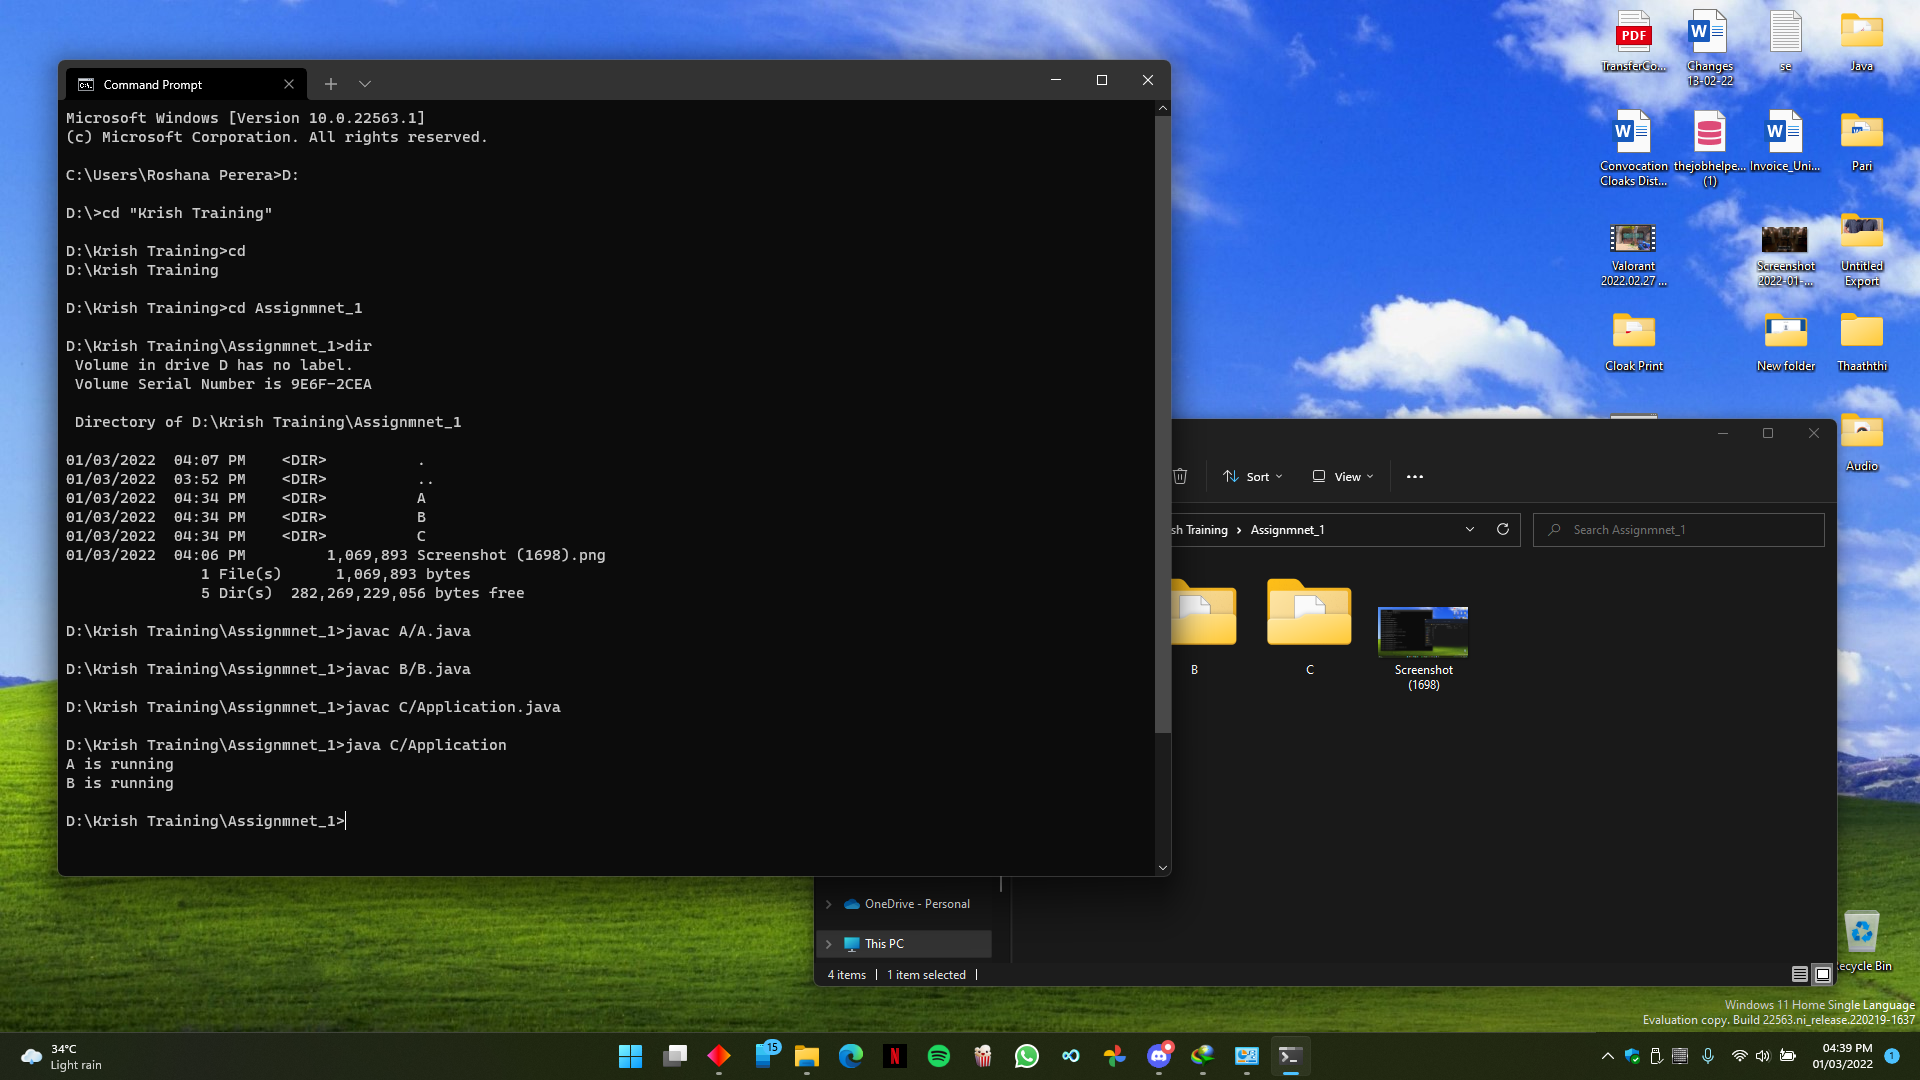 Command Prompt
Microsoft Windows [Version 10.0.22563.1]
(c) Microsoft Corporation. All rights reserved.
C:\Users\Roshana Perera>D:
D:\>cd "Krish Training"
D:\Krish Training>cd
D:\Krish Training
D:\Krish Training>cd Assignmnet_1
D:\Krish Training\Assignmnet_1>dir
Volume in drive D has no label.
Volume Serial Number is 9E6F-2CEA
Directory of D:\Krish Training\Assignmnet_1
01/03/2022  04:07 PM    <DIR>          .
01/03/2022  03:52 PM    <DIR>          ..
01/03/2022  04:34 PM    <DIR>          A
01/03/2022  04:34 PM    <DIR>          B
01/03/2022  04:34 PM    <DIR>          C
01/03/2022  04:06 PM         1,069,893 Screenshot (1698).png
1 File(s)      1,069,893 bytes
5 Dir(s)  282,269,229,056 bytes free
D:\Krish Training\Assignmnet_1>javac A/A.java
D:\Krish Training\Assignmnet_1>javac B/B.java
D:\Krish Training\Assignmnet_1>javac C/Application.java
D:\Krish Training\Assignmnet_1>java C/Application
A is running
B is running
D:\Krish Training\Assignmnet_1>
PDF
TransferCo...
Changes
13-02-22
se
Java
Convocation
Cloaks Dist...
thejobhelpe...
(1)
Invoice_Uni...
Pari
Valorant
2022.02.27 ...
Screenshot
2022-01-...
Untitled
Export
Cloak Print
New folder
Thaaththi
Audio
Sort
View
sh Training > Assignmnet_1
Search Assignmnet_1
B
C
Screenshot
(1698)
OneDrive - Personal
This PC
4 items
1 item selected
ecycle Bin
Windows 11 Home Single Language
Evaluation copy. Build 22563.ni_release.220219-1637
34°C
Light rain
15
04:39 PM
01/03/2022
1